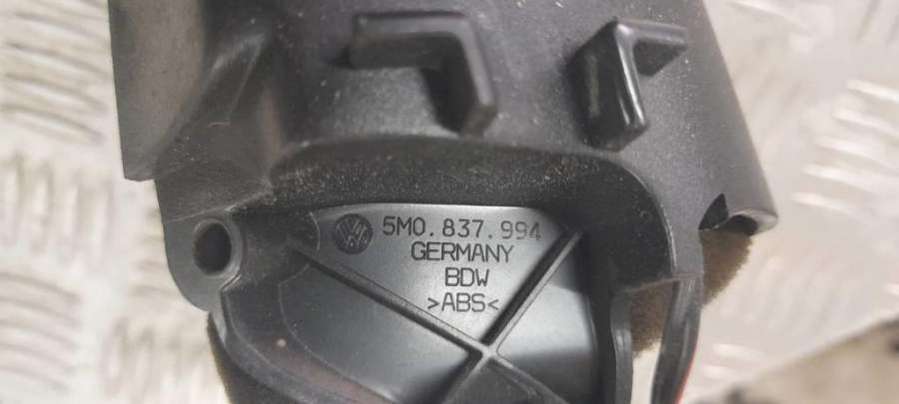 5M0.837.994
GERMANY
BDW
>ABS<